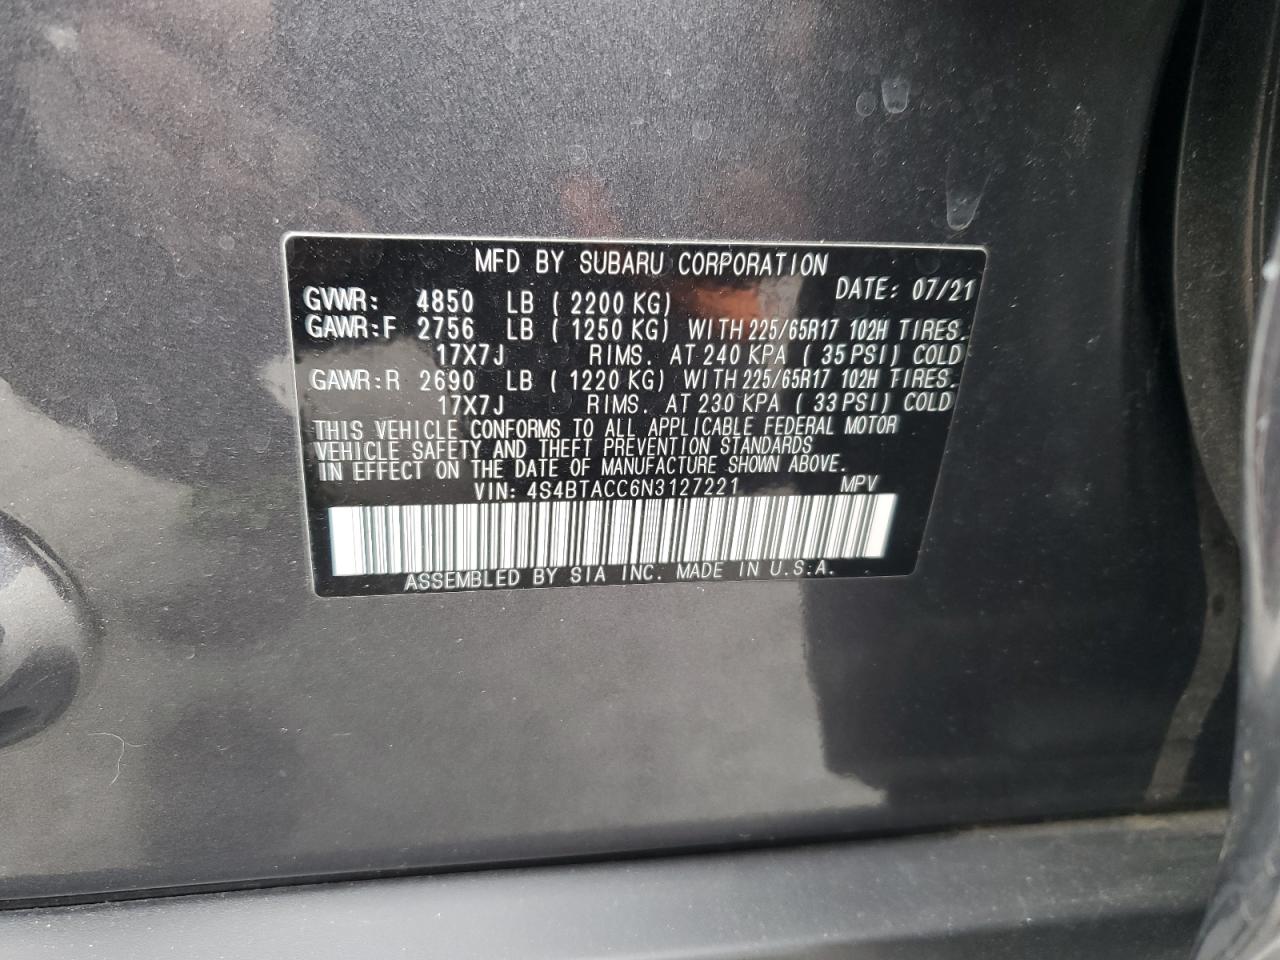 MFD BY SUBARU CORPORATION
DATE: 07/21
GVWR: 4850 LB ( 2200 KG)
GAWR:F 2756 LB ( 1250 KG) WITH 225/65R17 102H TIRES.
17X7J RIMS. AT 240 KPA ( 35 PSI) COLD
GAWR:R 2690 LB ( 1220 KG) WITH 225/65R17 102H TIRES.
17X7J RIMS. AT 230 KPA ( 33 PSI) COLD
THIS VEHICLE CONFORMS TO ALL APPLICABLE FEDERAL MOTOR
VEHICLE SAFETY AND THEFT PREVENTION STANDARDS
IN EFFECT ON THE DATE OF MANUFACTURE SHOWN ABOVE.
VIN: 4S4BTACC6N3127221 MPV
ASSEMBLED BY SIA INC. MADE IN U.S.A.